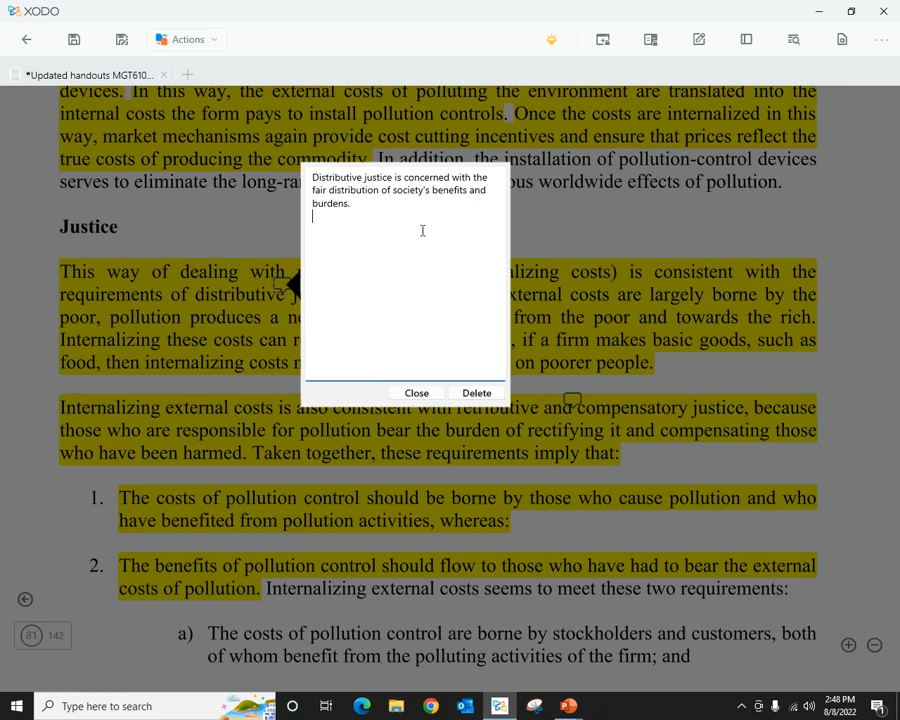 XODO
Actions
*Updated handouts MGT610...
devices. In this way, the external costs of polluting the environment are translated into the
internal costs the form pays to install pollution controls. Once the costs are internalized in this
way, market mechanisms again provide cost cutting incentives and ensure that prices reflect the
true costs of producing the commodity. In addition, the installation of pollution-control devices
serves to eliminate the long-ra ous worldwide effects of pollution.
Distributive justice is concerned with the
fair distribution of society's benefits and
burdens.
Close Delete
Justice
This way of dealing with alizing costs) is consistent with the
requirements of distributive j xternal costs are largely borne by the
poor, pollution produces a ne from the poor and towards the rich.
Internalizing these costs can re , if a firm makes basic goods, such as
food, then internalizing costs m on poorer people.
Internalizing external costs is also consistent with retributive and compensatory justice, because
those who are responsible for pollution bear the burden of rectifying it and compensating those
who have been harmed. Taken together, these requirements imply that:
1. The costs of pollution control should be borne by those who cause pollution and who
have benefited from pollution activities, whereas:
2. The benefits of pollution control should flow to those who have had to bear the external
costs of pollution. Internalizing external costs seems to meet these two requirements:
a) The costs of pollution control are borne by stockholders and customers, both
of whom benefit from the polluting activities of the firm; and
81 142
Type here to search
2:48 PM
8/8/2022
1